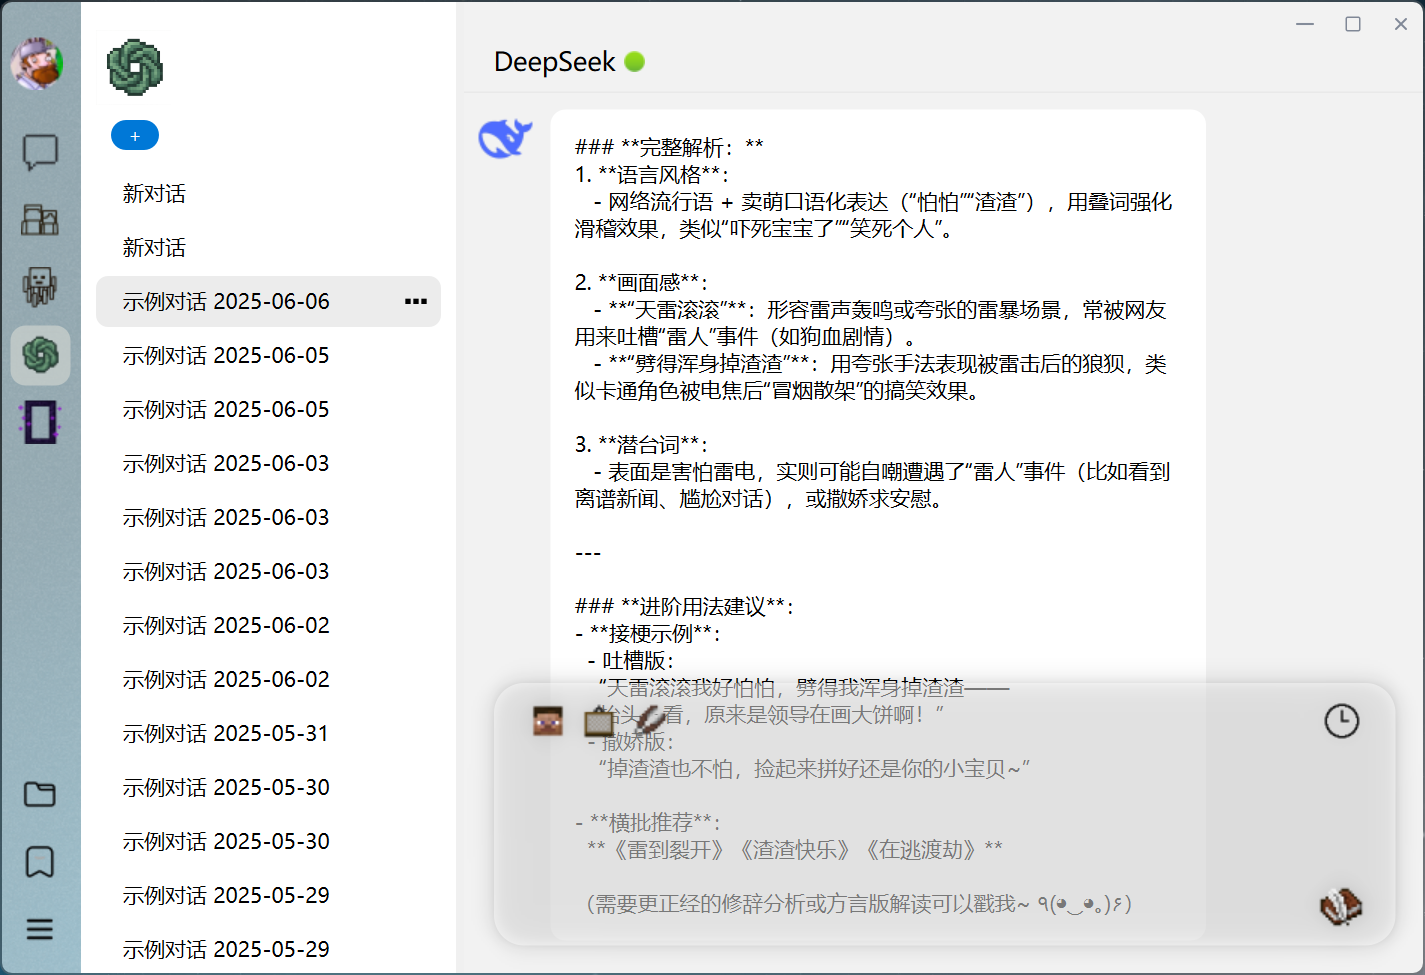 DeepSeek
+
新对话
新对话
示例对话 2025-06-06
示例对话 2025-06-05
示例对话 2025-06-05
示例对话 2025-06-03
示例对话 2025-06-03
示例对话 2025-06-03
示例对话 2025-06-02
示例对话 2025-06-02
示例对话 2025-05-31
示例对话 2025-05-30
示例对话 2025-05-30
示例对话 2025-05-29
示例对话 2025-05-29
### **完整解析：**
1. **语言风格**：
- 网络流行语 + 卖萌口语化表达（“怕怕”“渣渣”），用叠词强化
滑稽效果，类似“吓死宝宝了”“笑死个人”。
2. **画面感**：
- **“天雷滚滚”**：形容雷声轰鸣或夸张的雷暴场景，常被网友
用来吐槽“雷人”事件（如狗血剧情）。
- **“劈得浑身掉渣渣”**：用夸张手法表现被雷击后的狼狈，类
似卡通角色被电焦后“冒烟散架”的搞笑效果。
3. **潜台词**：
- 表面是害怕雷电，实则可能自嘲遭遇了“雷人”事件（比如看到
离谱新闻、尴尬对话），或撒娇求安慰。
---
### **进阶用法建议**：
- **接梗示例**：
- 吐槽版：
“天雷滚滚我好怕怕，劈得我浑身掉渣渣——
抬头 看，原来是领导在画大饼啊！”
- 撒娇版：
“掉渣渣也不怕，捡起来拼好还是你的小宝贝~”
- **横批推荐**：
**《雷到裂开》《渣渣快乐》《在逃渡劫》**
（需要更正经的修辞分析或方言版解读可以戳我~ ٩(◕‿◕｡)۶）